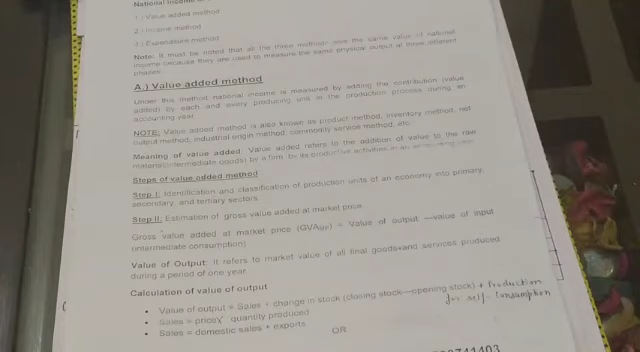 National Income
1.) Value added method
2.) Income method
3.) Expenditure method
Note: It must be noted that all the three methods give the same value of national
income because they are used to measure the same physical output at three different
phases.
A.) Value added method
Under this method national income is measured by adding the contribution (value
added) by each and every producing unit in the production process during an
accounting year.
NOTE: Value added method is also known as product method, inventory method, net
output method, industrial origin method, commodity service method, etc.
Meaning of value added: Value added refers to the addition of value to the raw
material(intermediate goods) by a firm, by its productive activities in an accounting year.
Steps of value added method
Step I: Identification and classification of production units of an economy into primary,
secondary, and tertiary sectors.
Step II: Estimation of gross value added at market price
Gross value added at market price (GVAMP) = Value of output —value of input
(intermediate consumption)
Value of Output: It refers to market value of all final goods+and services produced
during a period of one year.
Calculation of value of output
• Value of output = Sales + change in stock (closing stock—opening stock) + Production
for self consumption
• Sales = price× quantity produced
• Sales = domestic sales + exports
OR